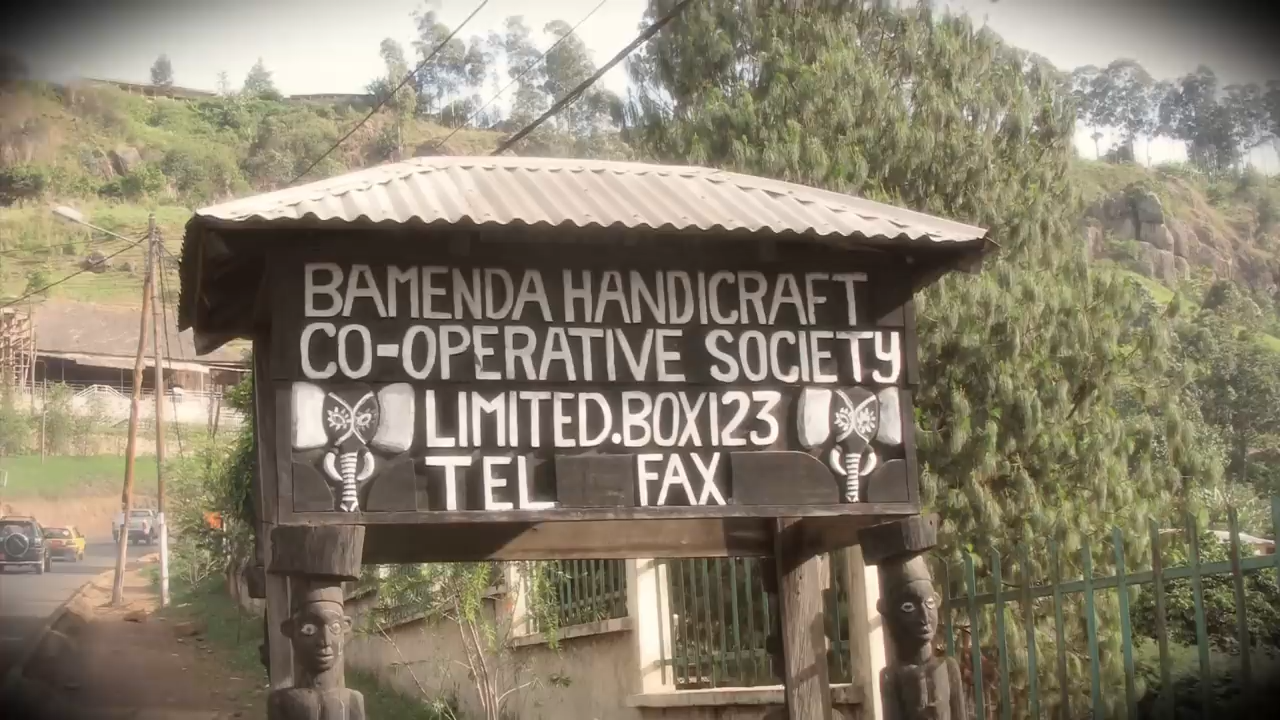 BAMENDA HANDICRAFT
CO-OPERATIVE SOCIETY
LIMITED.BOX123
TEL FAX